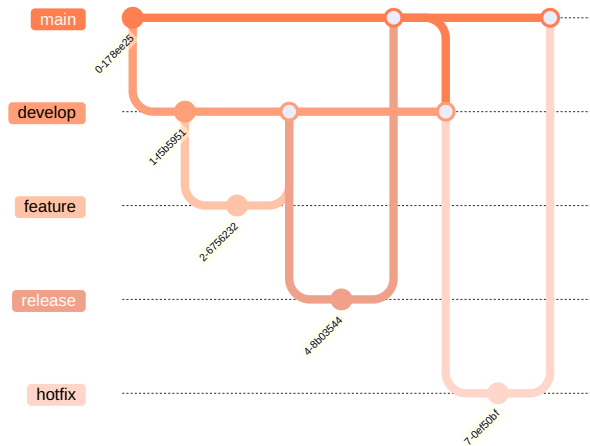 main
0-178ee25
develop
1-f5b5951
feature
2-6756232
release
4-8b03544
hotfix
7-0ef50bf